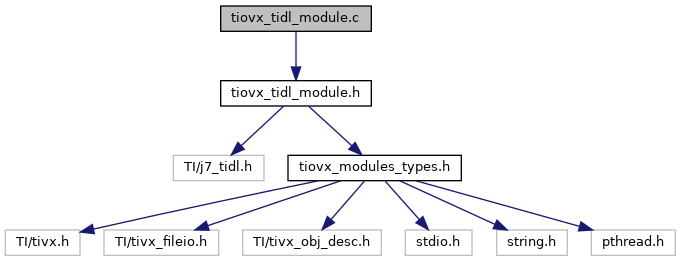 tiovx_tidl_module.c
tiovx_tidl_module.h
TI/j7_tidl.h
tiovx_modules_types.h
TI/tivx.h
TI/tivx_fileio.h
TI/tivx_obj_desc.h
stdio.h
string.h
pthread.h